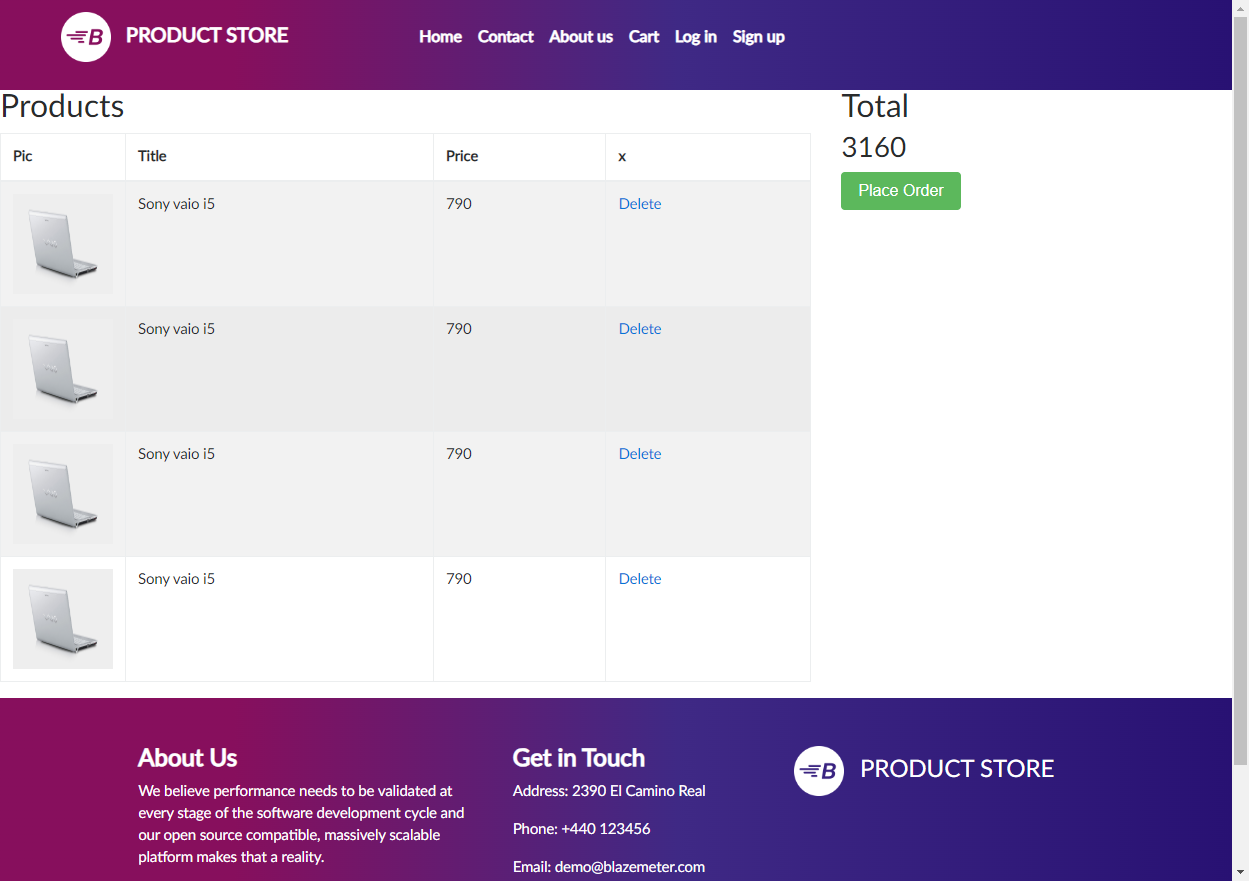 PRODUCT STORE
Home Contact About us Cart Log in Sign up
Products
Pic Title Price x
Sony vaio i5 790 Delete
Sony vaio i5 790 Delete
Sony vaio i5 790 Delete
Sony vaio i5 790 Delete
Total
3160
Place Order
About Us
We believe performance needs to be validated at
every stage of the software development cycle and
our open source compatible, massively scalable
platform makes that a reality.
Get in Touch
Address: 2390 El Camino Real
Phone: +440 123456
Email: demo@blazemeter.com
B PRODUCT STORE